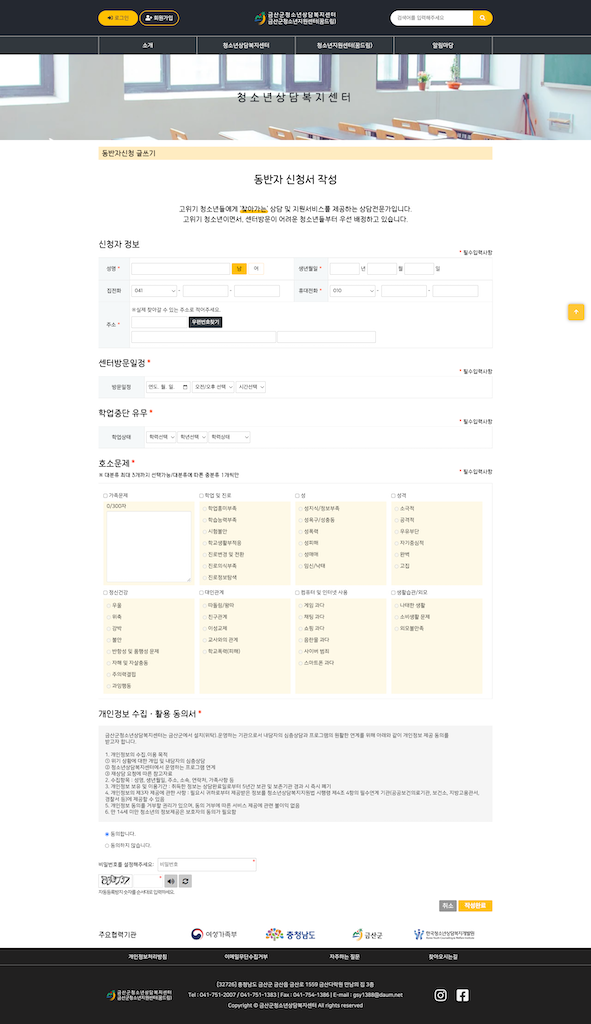 로그인
회원가입
금산군청소년상담복지센터
금산군청소년지원센터(꿈드림)
검색어를 입력해주세요
소개
청소년상담복지센터
청소년지원센터(꿈드림)
알림마당
청소년상담복지센터
동반자신청 글쓰기
동반자 신청서 작성
고위기 청소년들에게 '찾아가는' 상담 및 지원서비스를 제공하는 상담전문가입니다.
고위기 청소년이면서, 센터방문이 어려운 청소년들부터 우선 배정하고 있습니다.
신청자 정보
* 필수입력사항
성명 *
남
여
생년월일 *
년
월
일
집전화
041
-
-
휴대전화 *
010
-
-
주소 *
※실제 찾아갈 수 있는 주소로 적어주세요.
우편번호찾기
센터방문일정 *
* 필수입력사항
방문일정
연도. 월. 일.
오전/오후 선택
시간선택
학업중단 유무 *
* 필수입력사항
학업상태
학력선택
학년선택
학력상태
호소문제 *
※ 대분류 최대 3개까지 선택가능/대분류에 따른 중분류 1개씩만
* 필수입력사항
가족문제
0/300자
학업 및 진로
학업흥미부족
학습능력부족
시험불안
학교생활부적응
진로변경 및 전환
진로의식부족
진로정보탐색
성
성지식/정보부족
성욕구/성충동
성폭력
성피해
성매매
임신/낙태
성격
소극적
공격적
우유부단
자기중심적
완벽
고집
정신건강
우울
위축
강박
불안
반항성 및 품행성 문제
자해 및 자살충동
주의력결핍
과잉행동
대인관계
따돌림/왕따
친구관계
이성교제
교사와의 관계
학교폭력(피해)
컴퓨터 및 인터넷 사용
게임 과다
채팅 과다
쇼핑 과다
음란물 과다
사이버 범죄
스마트폰 과다
생활습관/외모
나태한 생활
소비생활 문제
외모불만족
개인정보 수집ㆍ활용 동의서 *
금산군청소년상담복지센터는 금산군에서 설치(위탁) 운영하는 기관으로서 내담자의 심층상담과 프로그램의 원활한 연계를 위해 아래와 같이 개인정보 제공 동의를
받고자 합니다.
1. 개인정보의 수집,이용 목적
① 위기 상황에 대한 개입 및 내담자의 심층상담
② 청소년상담복지센터에서 운영하는 프로그램 연계
③ 재상담 요청에 따른 참고자료
2. 수집항목 : 성명, 생년월일, 주소, 소속, 연락처, 가족사항 등
3. 개인정보 보유 및 이용기간 : 취득한 정보는 상담완료일로부터 5년간 보관 및 보존기관 경과 시 즉시 폐기
4. 개인정보의 제3자 제공에 관한 사항 : 필요시 귀하로부터 제공받은 정보를 청소년상담복지지원법 시행령 제4조 4항의 필수연계 기관(공공보건의료기관, 보건소, 지방고용관서,
경찰서 등)에 제공할 수 있음
5. 개인정보 동의를 거부할 권리가 있으며, 동의 거부에 따른 서비스 제공에 관련 불이익 없음
6. 만 14세 미만 청소년의 정보제공은 보호자의 동의가 필요함
동의합니다.
동의하지 않습니다.
비밀번호를 설정해주세요:
비밀번호
*
*
자동등록방지 숫자를 순서대로 입력하세요.
취소
작성완료
주요협력기관
여성가족부
충청남도
금산군
한국청소년상담복지개발원
개인정보처리방침
이메일무단수집거부
자주하는 질문
찾아오시는길
금산군청소년상담복지센터
금산군청소년지원센터(꿈드림)
[32726] 충청남도 금산군 금산읍 금산로 1559 금산다락원 만남의 집 3층
Tel : 041-751-2007 / 041-751-1383 | Fax : 041-754-1386 | E-mail : gsy1388@daum.net
Copyright © 금산군청소년상담복지센터 All rights reserved